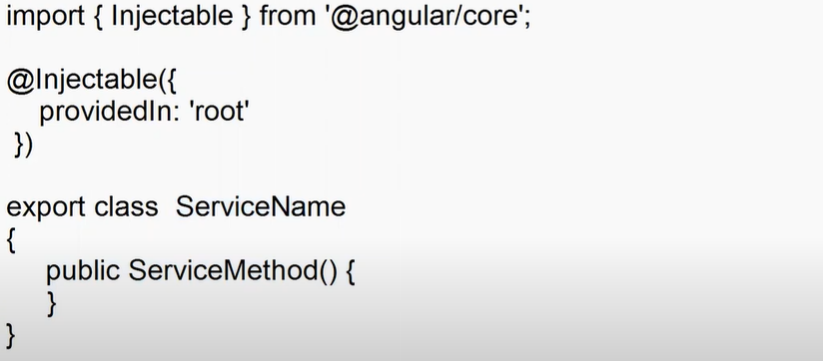 import { Injectable } from '@angular/core';
@Injectable({
providedIn: 'root'
})
export class ServiceName
{
public ServiceMethod() {
}
}